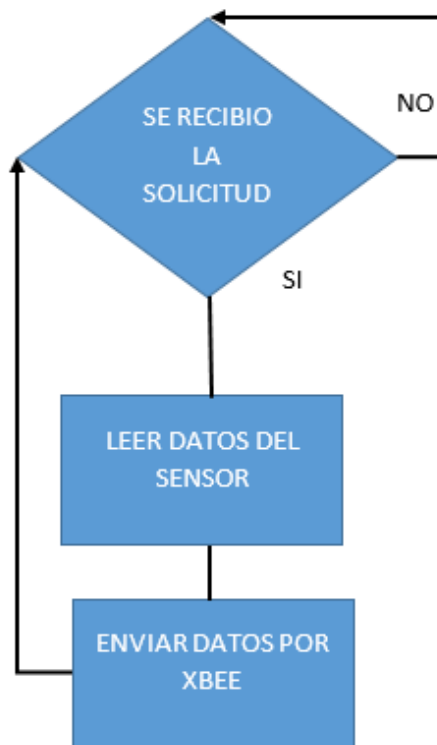 SE RECIBIO
LA
SOLICITUD
NO
SI
LEER DATOS DEL
SENSOR
ENVIAR DATOS POR
XBEE